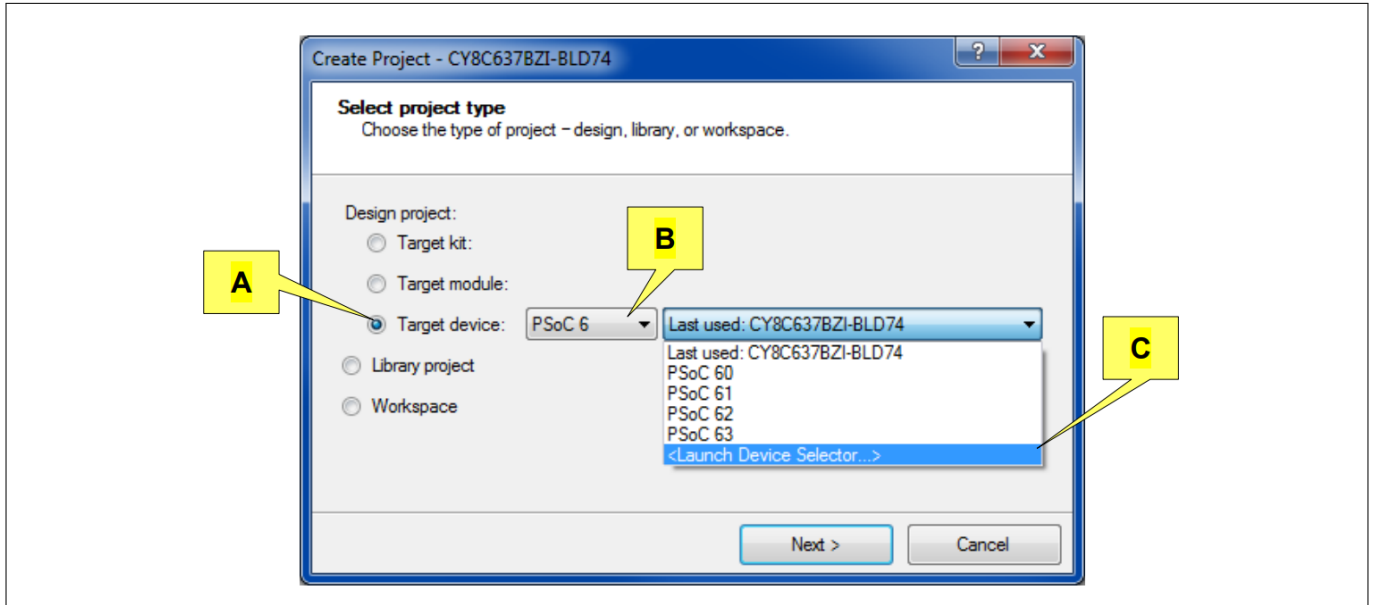 Create Project - CY8C637BZI-BLD74
?
X
Select project type
Choose the type of project – design, library, or workspace.
Design project:
Target kit:
B
A
Target module:
Target device: PSoC 6 Last used: CY8C637BZI-BLD74
Last used: CY8C637BZI-BLD74
C
Library project
PSoC 60
PSoC 61
Workspace
PSoC 62
PSoC 63
<Launch Device Selector...>
Next > Cancel